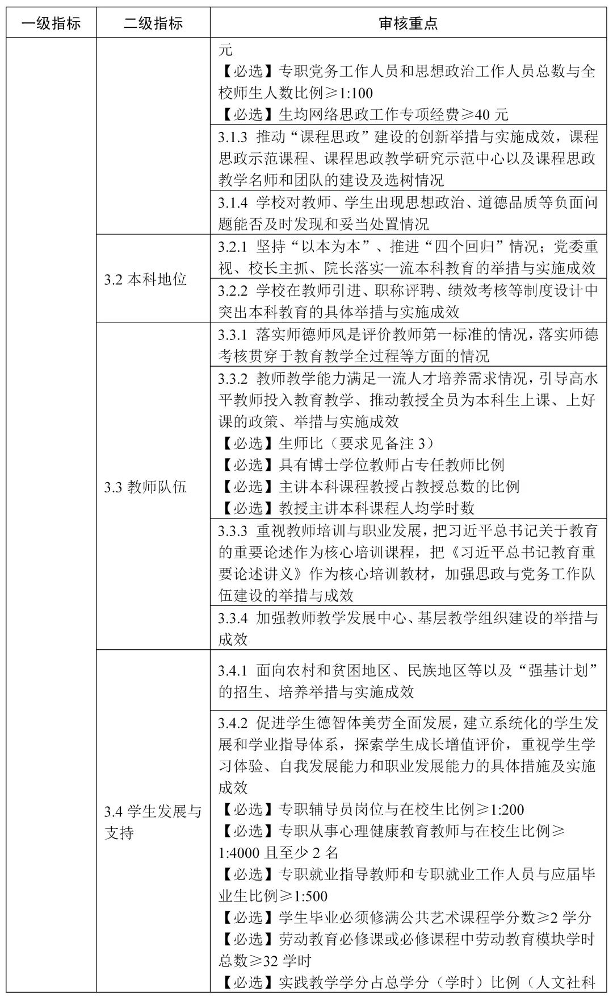 一级指标
二级指标
审核重点
元
【必选】专职党务工作人员和思想政治工作人员总数与全
校师生人数比例≥1:100
【必选】生均网络思政工作专项经费≥40 元
3.1.3 推动“课程思政”建设的创新举措与实施成效，课程
思政示范课程、课程思政教学研究示范中心以及课程思政
教学名师和团队的建设及选树情况
3.1.4 学校对教师、学生出现思想政治、道德品质等负面问
题能否及时发现和妥当处置情况
3.2 本科地位
3.2.1 坚持“以本为本”、推进“四个回归”情况；党委重
视、校长主抓、院长落实一流本科教育的举措与实施成效
3.2.2 学校在教师引进、职称评聘、绩效考核等制度设计中
突出本科教育的具体举措与实施成效
3.3 教师队伍
3.3.1 落实师德师风是评价教师第一标准的情况，落实师德
考核贯穿于教育教学全过程等方面的情况
3.3.2 教师教学能力满足一流人才培养需求情况，引导高水
平教师投入教育教学、推动教授全员为本科生上课、上好
课的政策、举措与实施成效
【必选】生师比（要求见备注 3）
【必选】具有博士学位教师占专任教师比例
【必选】主讲本科课程教授占教授总数的比例
【必选】教授主讲本科课程人均学时数
3.3.3 重视教师培训与职业发展，把习近平总书记关于教育
的重要论述作为核心培训课程，把《习近平总书记教育重
要论述讲义》作为核心培训教材，加强思政与党务工作队
伍建设的举措与成效
3.3.4 加强教师教学发展中心、基层教学组织建设的举措与
成效
3.4 学生发展与
支持
3.4.1 面向农村和贫困地区、民族地区等以及“强基计划”
的招生、培养举措与实施成效
3.4.2 促进学生德智体美劳全面发展，建立系统化的学生发
展和学业指导体系，探索学生成长增值评价，重视学生学
习体验、自我发展能力和职业发展能力的具体措施及实施
成效
【必选】专职辅导员岗位与在校生比例≥1:200
【必选】专职从事心理健康教育教师与在校生比例≥
1:4000 且至少 2 名
【必选】专职就业指导教师和专职就业工作人员与应届毕
业生比例≥1:500
【必选】学生毕业必须修满公共艺术课程学分数≥2 学分
【必选】劳动教育必修课或必修课程中劳动教育模块学时
总数≥32 学时
【必选】实践教学学分占总学分（学时）比例（人文社科